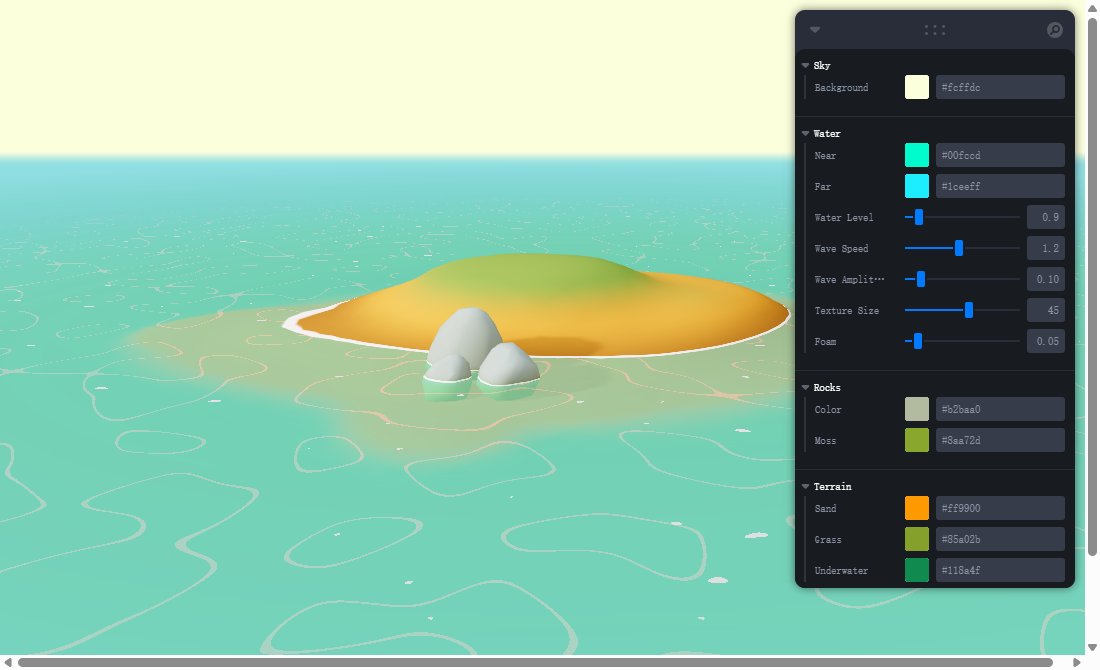 Sky
Background #fcffdc
Water
Near #00fccd
Far #1ceeff
Water Level 0.9
Wave Speed 1.2
Wave Amplit··· 0.10
Texture Size 45
Foam 0.05
Rocks
Color #b2baa0
Moss #8aa72d
Terrain
Sand #ff9900
Grass #85a02b
Underwater #118a4f